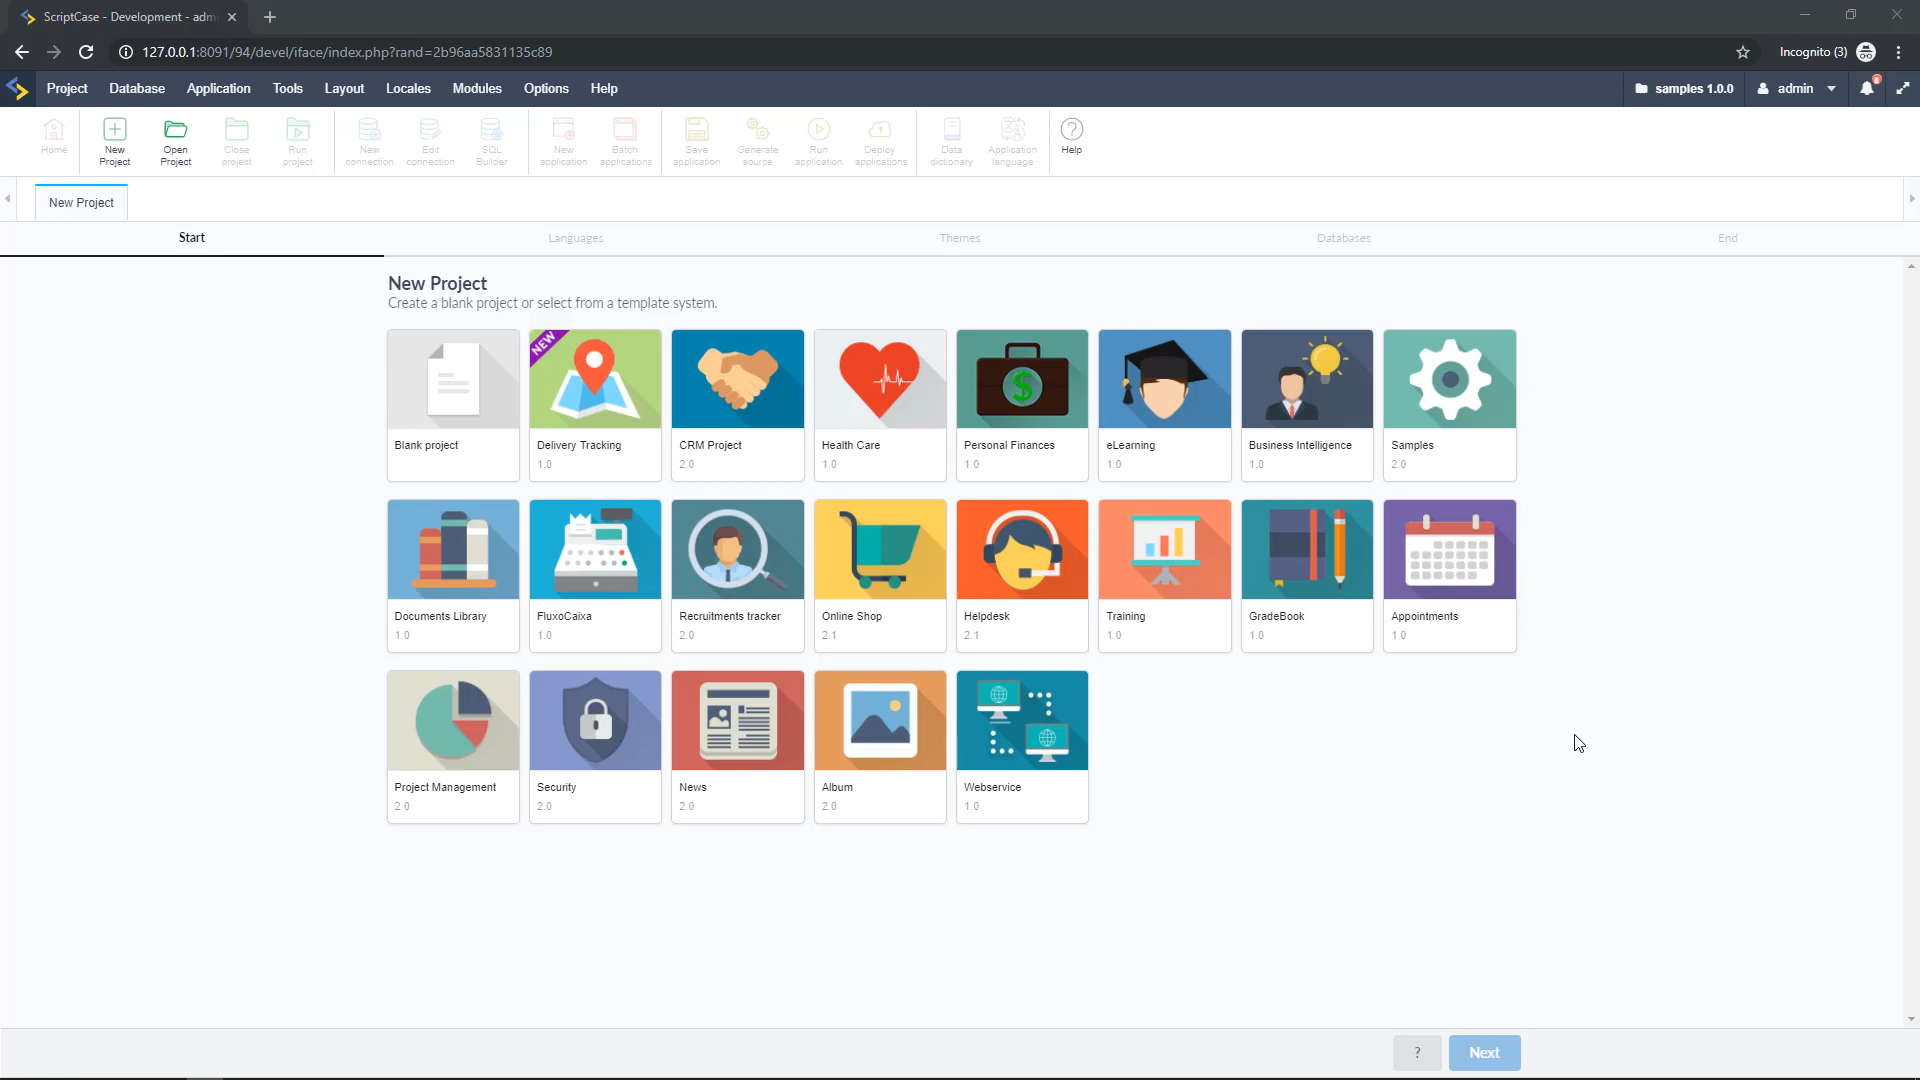 ScriptCase - Development - adm
127.0.0.1:8091/94/devel/iface/index.php?rand=2b96aa5831135c89
Incognito (3)
Project Database Application Tools Layout Locales Modules Options Help
samples 1.0.0
admin
Home
New Project
Open Project
Close project
Run project
New connection
Edit connection
SQL Builder
New application
Batch applications
Save application
Generate source
Run application
Deploy applications
Data dictionary
Application language
Help
New Project
Start Languages Themes Databases End
New Project
Create a blank project or select from a template system.
NEW
Blank project
Delivery Tracking
1.0
CRM Project
2.0
Health Care
1.0
Personal Finances
1.0
eLearning
1.0
Business Intelligence
1.0
Samples
2.0
Documents Library
1.0
FluxoCaixa
1.0
Recruitments tracker
2.0
Online Shop
2.1
Helpdesk
2.1
Training
1.0
GradeBook
1.0
Appointments
1.0
Project Management
2.0
Security
2.0
News
2.0
Album
2.0
Webservice
1.0
?
Next